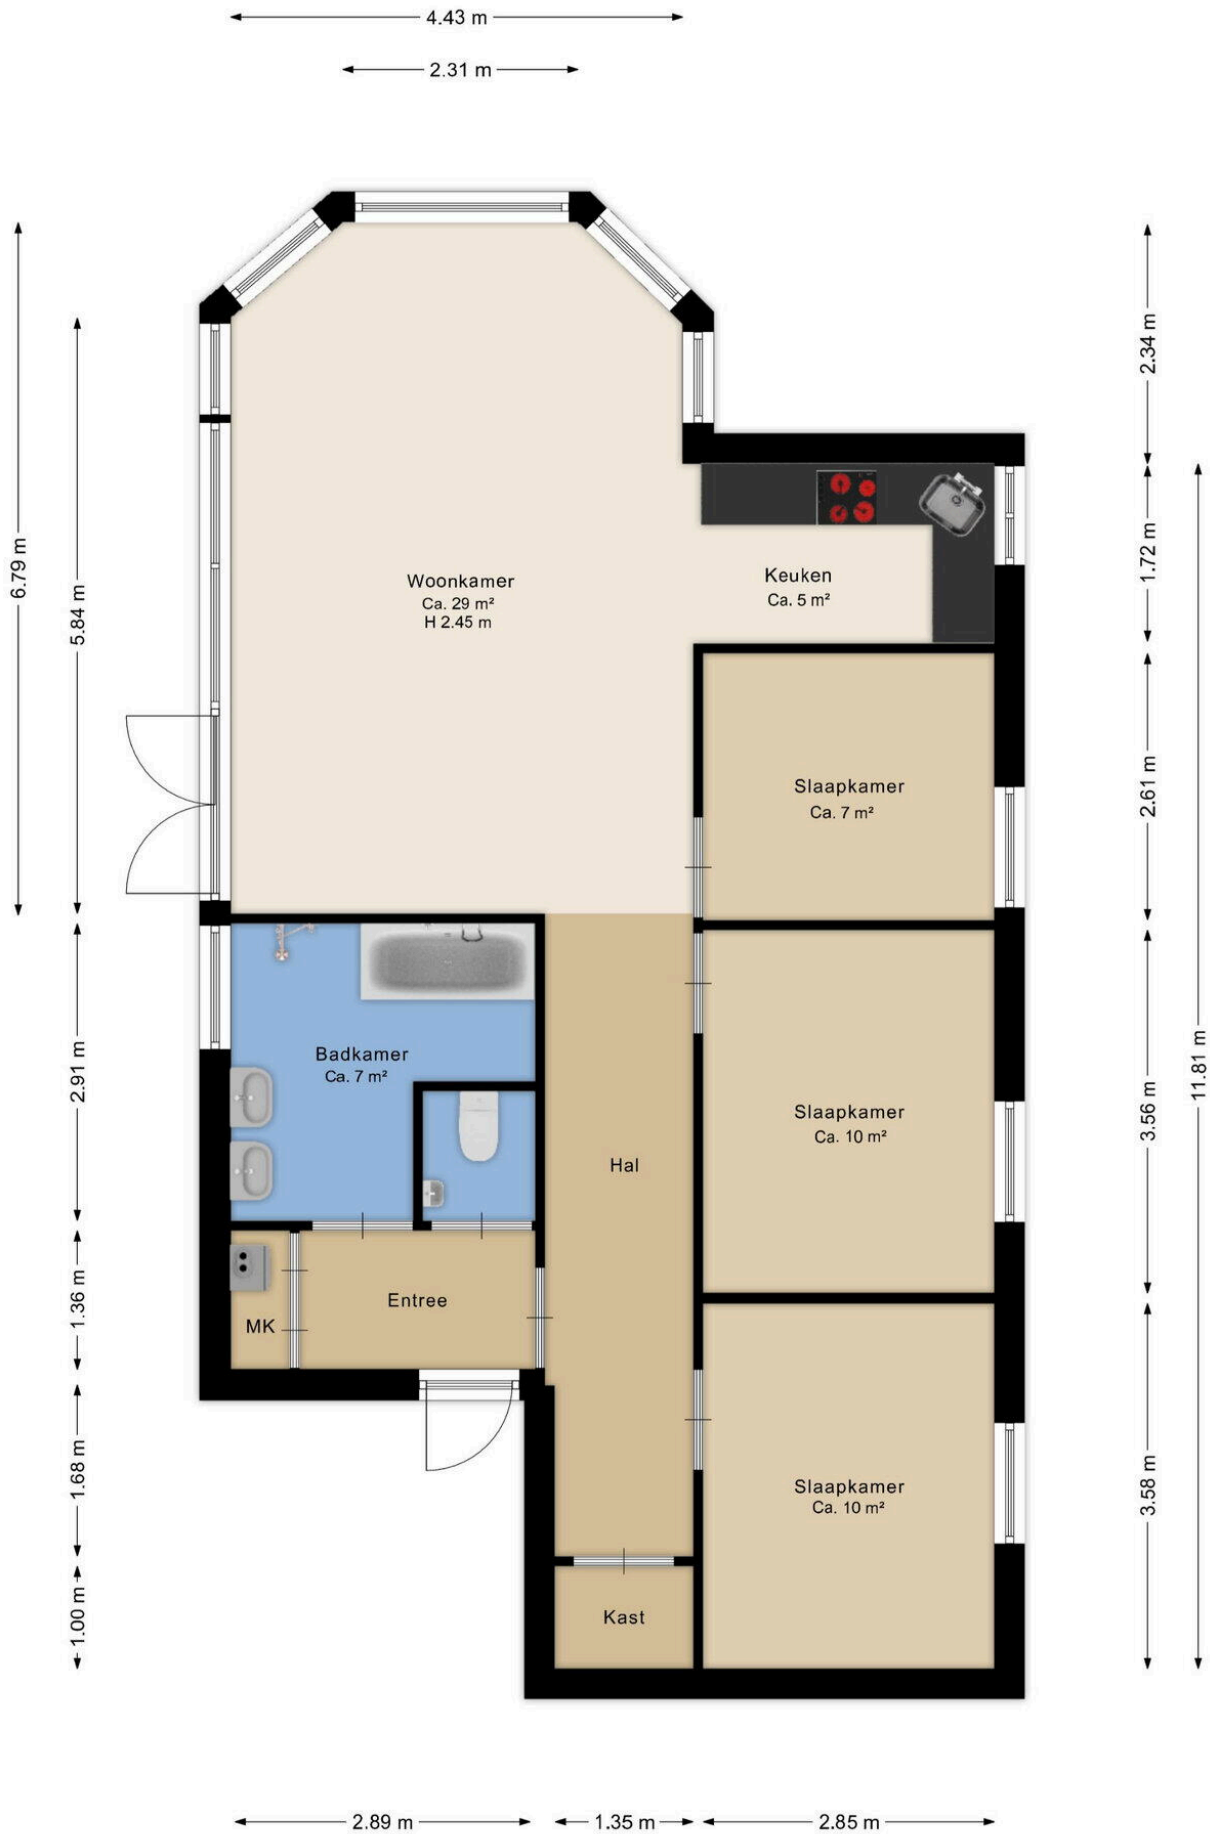 4.43 m
2.31 m
6.79 m
5.84 m
2.34 m
1.72 m
Woonkamer
Ca. 29 m²
H 2.45 m
Keuken
Ca. 5 m²
2.61 m
Slaapkamer
Ca. 7 m²
2.91 m
Badkamer
Ca. 7 m²
11.81 m
3.56 m
Slaapkamer
Ca. 10 m²
Hal
1.36 m
MK
Entree
1.68 m
Slaapkamer
Ca. 10 m²
3.58 m
1.00 m
Kast
2.89 m
1.35 m
2.85 m